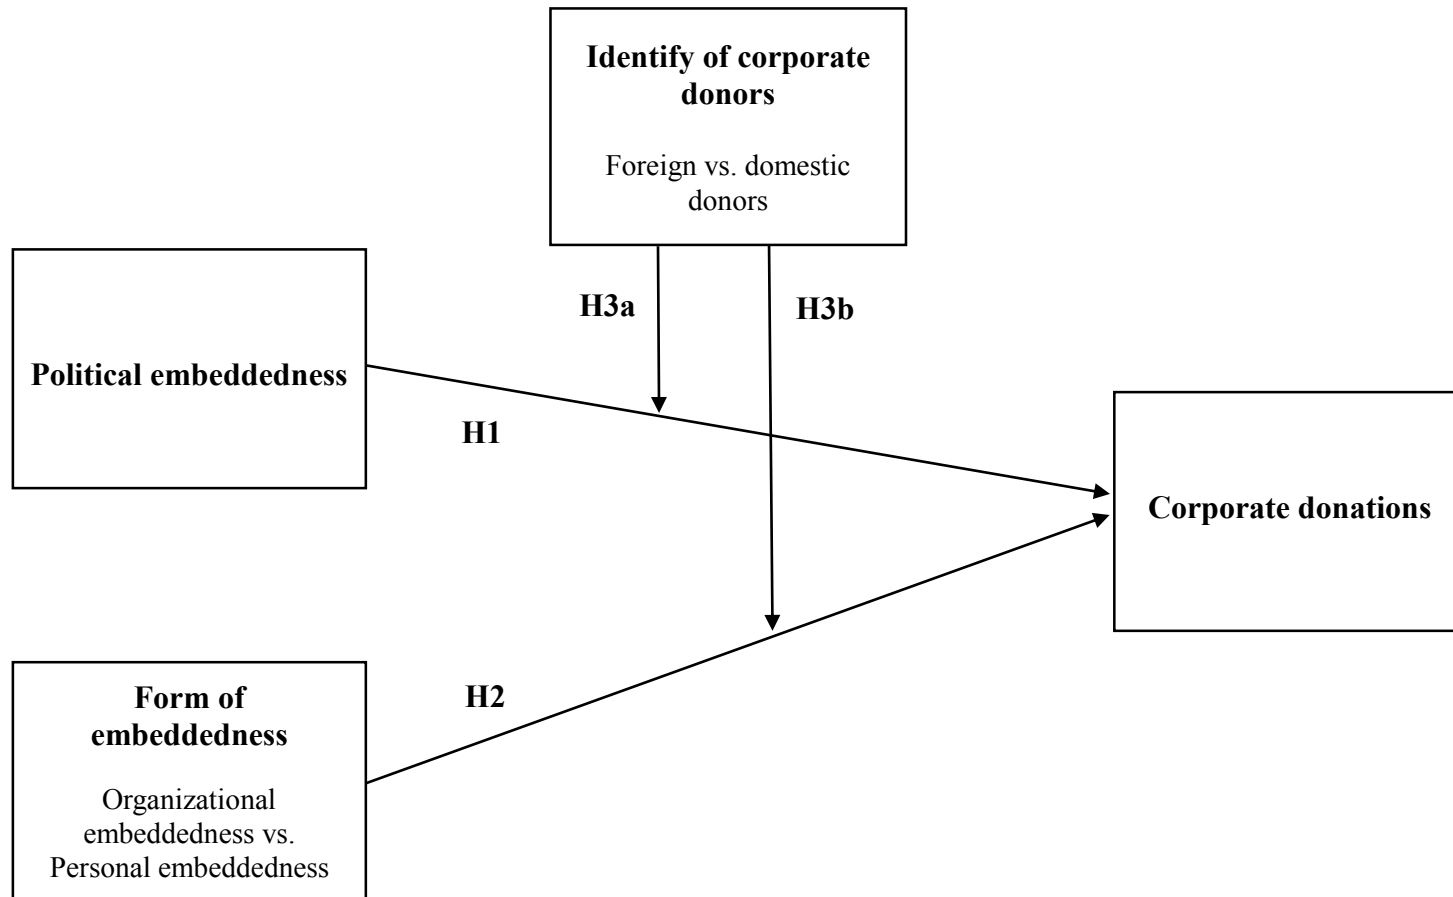 Identify of corporate
donors
Foreign vs. domestic
donors
H3a
H3b
Political embeddedness
H1
Corporate donations
Form of
embeddedness
Organizational
embeddedness vs.
Personal embeddedness
H2